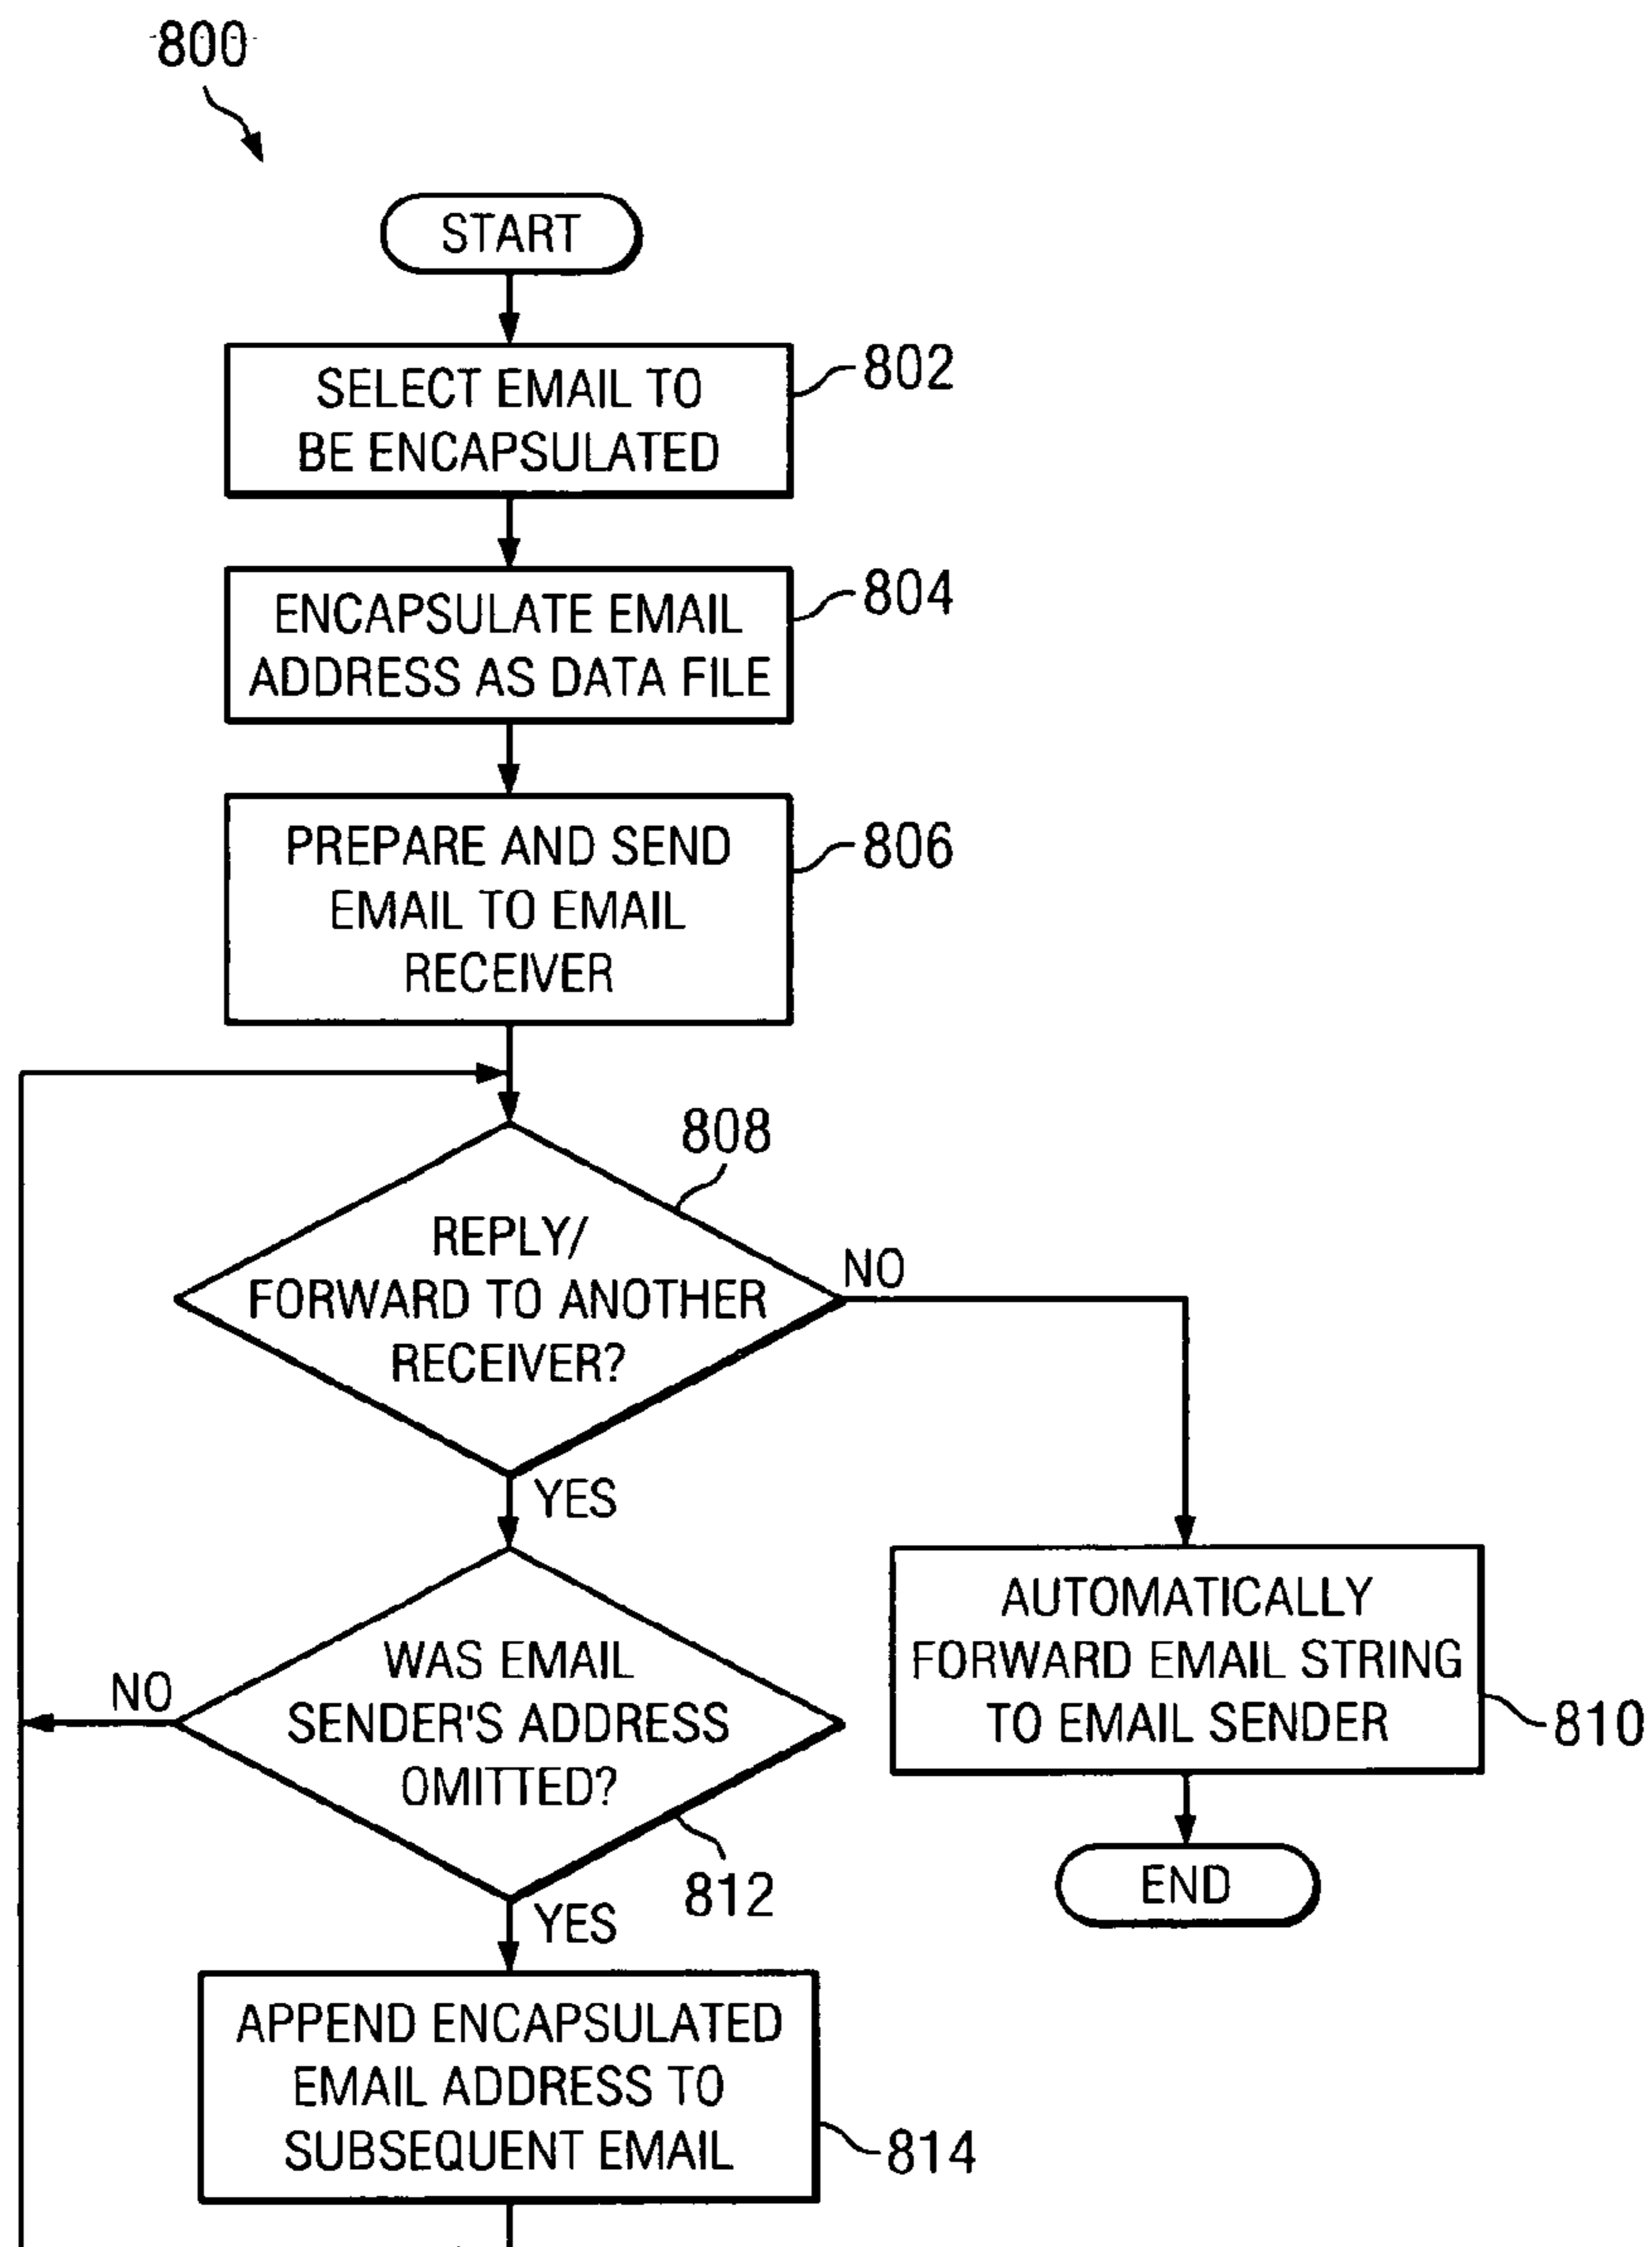 800
START
SELECT EMAIL TO
BE ENCAPSULATED
802
ENCAPSULATE EMAIL
ADDRESS AS DATA FILE
804
PREPARE AND SEND
EMAIL TO EMAIL
RECEIVER
806
808
REPLY/
FORWARD TO ANOTHER
RECEIVER?
NO
YES
AUTOMATICALLY
FORWARD EMAIL STRING
TO EMAIL SENDER
810
WAS EMAIL
SENDER'S ADDRESS
OMITTED?
NO
812
YES
END
APPEND ENCAPSULATED
EMAIL ADDRESS TO
SUBSEQUENT EMAIL
814